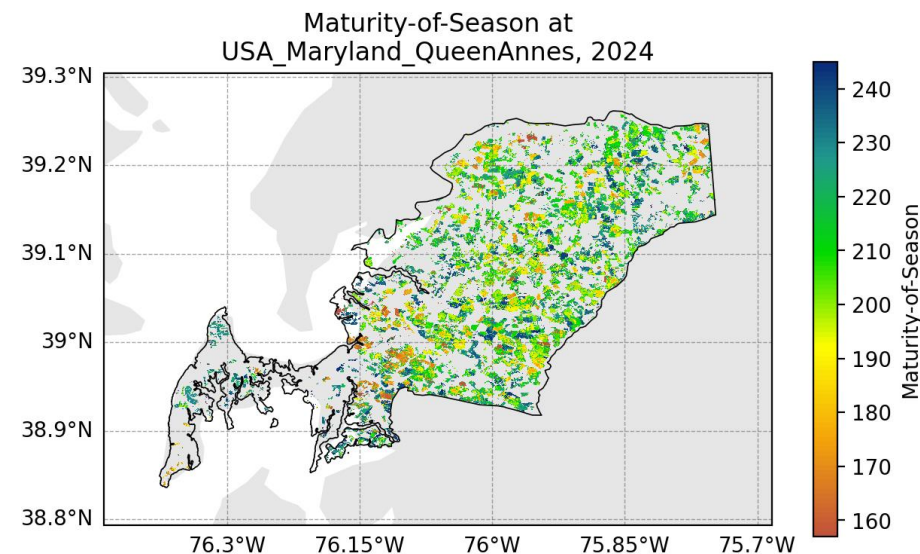 Maturity-of-Season at
USA_Maryland_QueenAnnes, 2024
39.3°N
39.2°N
39.1°N
39°N
38.9°N
38.8°N
76.3°W
76.15°W
76°W
75.85°W
75.7°W
240
230
220
210
200
190
180
170
160
Maturity-of-Season